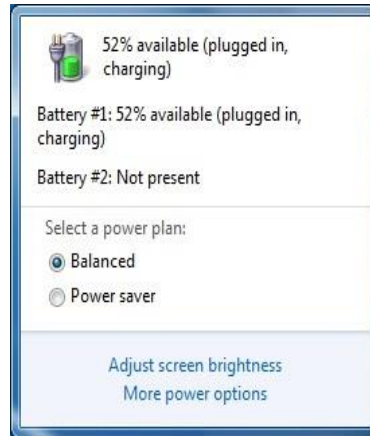 52% available (plugged in,
charging)
Battery #1: 52% available (plugged in,
charging)
Battery #2: Not present
Select a power plan:
Balanced
Power saver
Adjust screen brightness
More power options